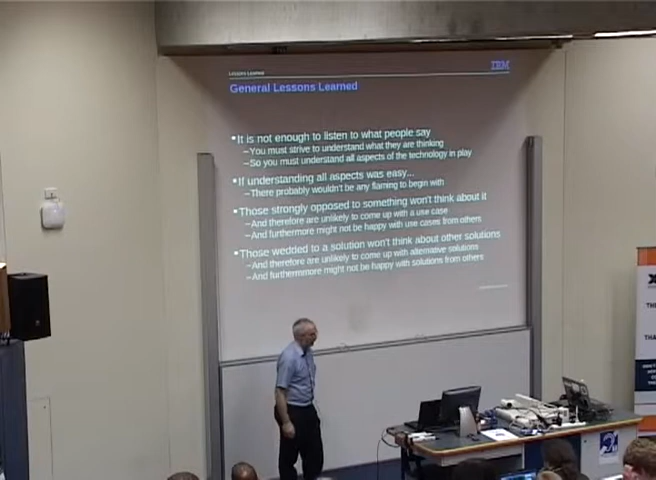 Lessons Learned
IBM
General Lessons Learned
•It is not enough to listen to what people say
–You must strive to understand what they are thinking
–So you must understand all aspects of the technology in play
•If understanding all aspects was easy...
–There probably wouldn't be any flaming to begin with
•Those strongly opposed to something won't think about it
–And therefore are unlikely to come up with a use case
–And furthermore might not be happy with use cases from others
•Those wedded to a solution won't think about other solutions
–And therefore are unlikely to come up with alternative solutions
–And furthermore might not be happy with solutions from others